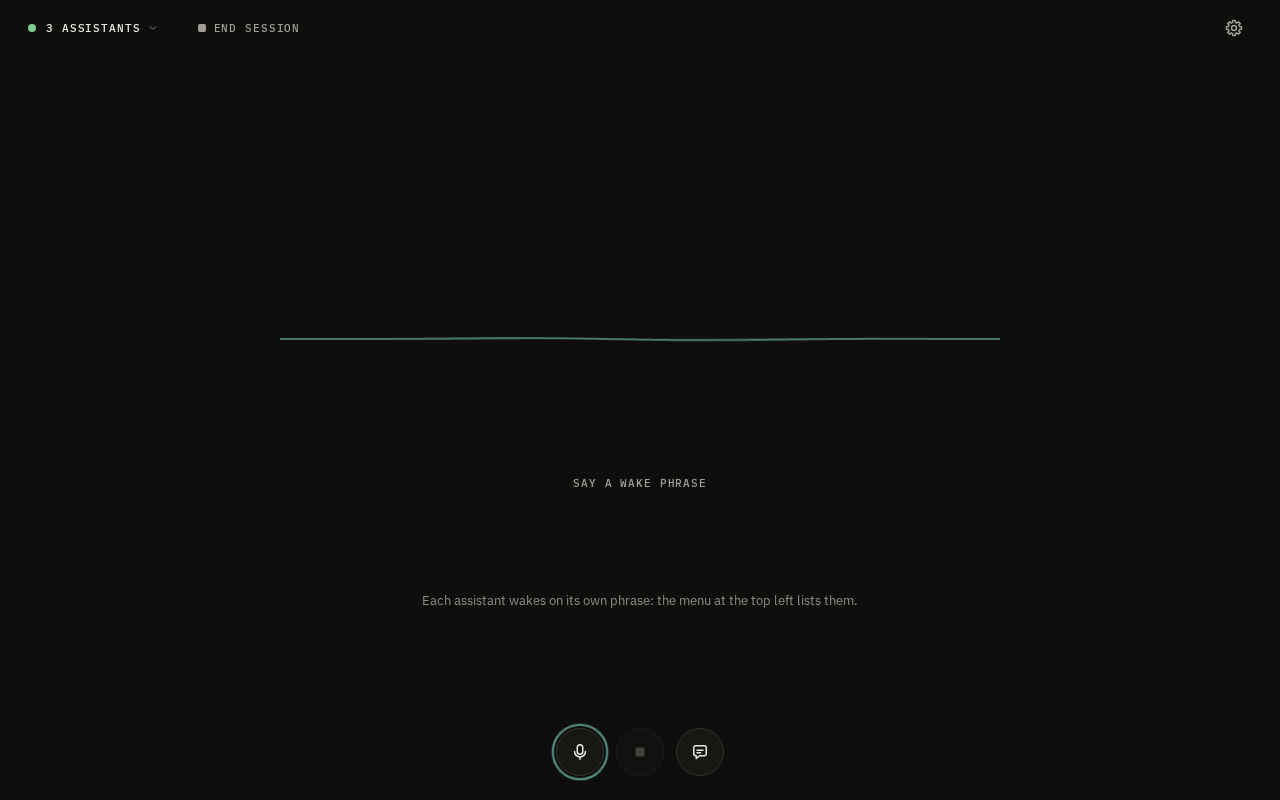 3 ASSISTANTS
END SESSION
SAY A WAKE PHRASE
Each assistant wakes on its own phrase: the menu at the top left lists them.